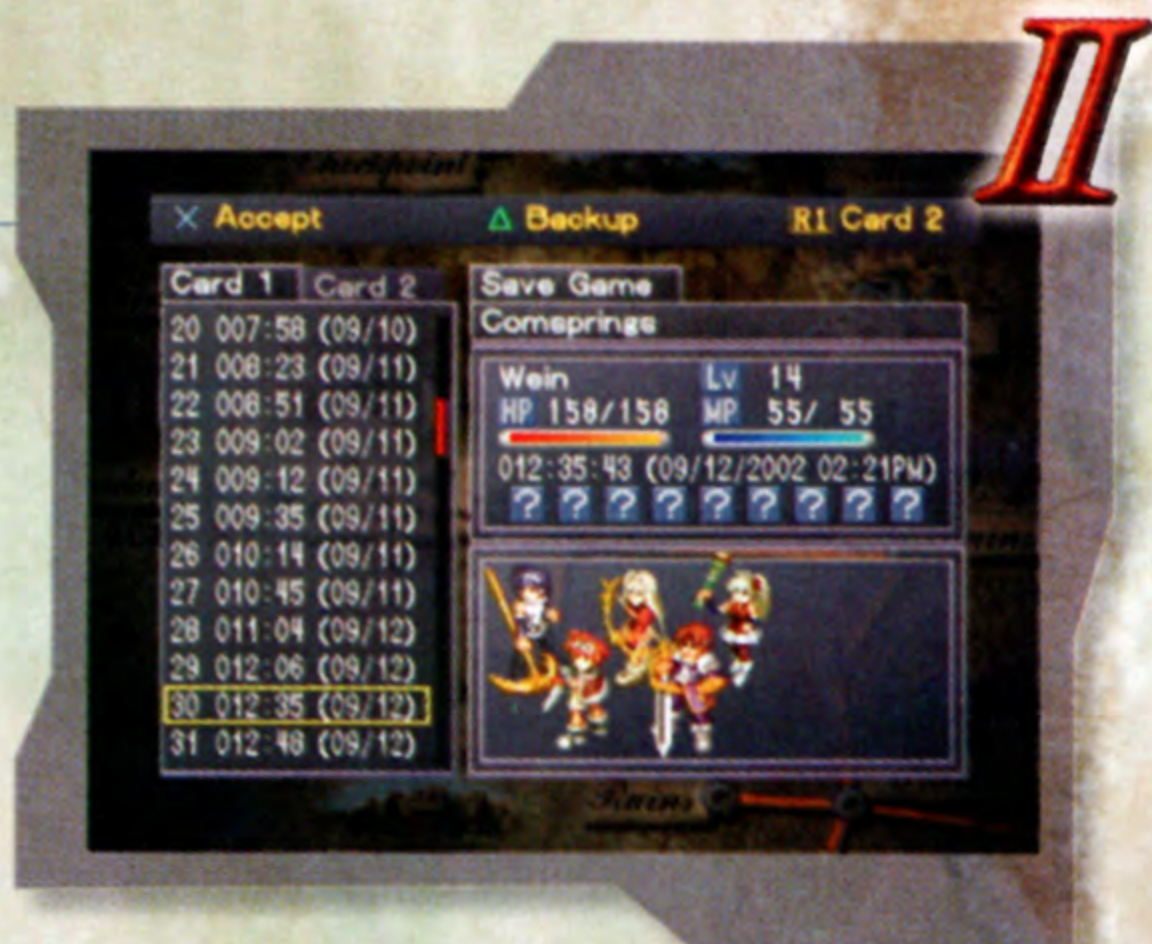 II
Checkpoint
Accept
Backup
R1 Card 2
Card 1
Card 2
20 007:58 (09/10)
21 008:23 (09/11)
22 008:51 (09/11)
23 009:02 (09/11)
24 009:12 (09/11)
25 009:35 (09/11)
26 010:14 (09/11)
27 010:45 (09/11)
28 011:04 (09/12)
29 012:06 (09/12)
30 012:35 (09/12)
31 012:48 (09/12)
Save Game
Comsprings
Wein Lv 14
HP 158/158 MP 55/ 55
012:35:43 (09/12/2002 02:21PM)
? ? ? ? ? ? ? ? ?
Ruins